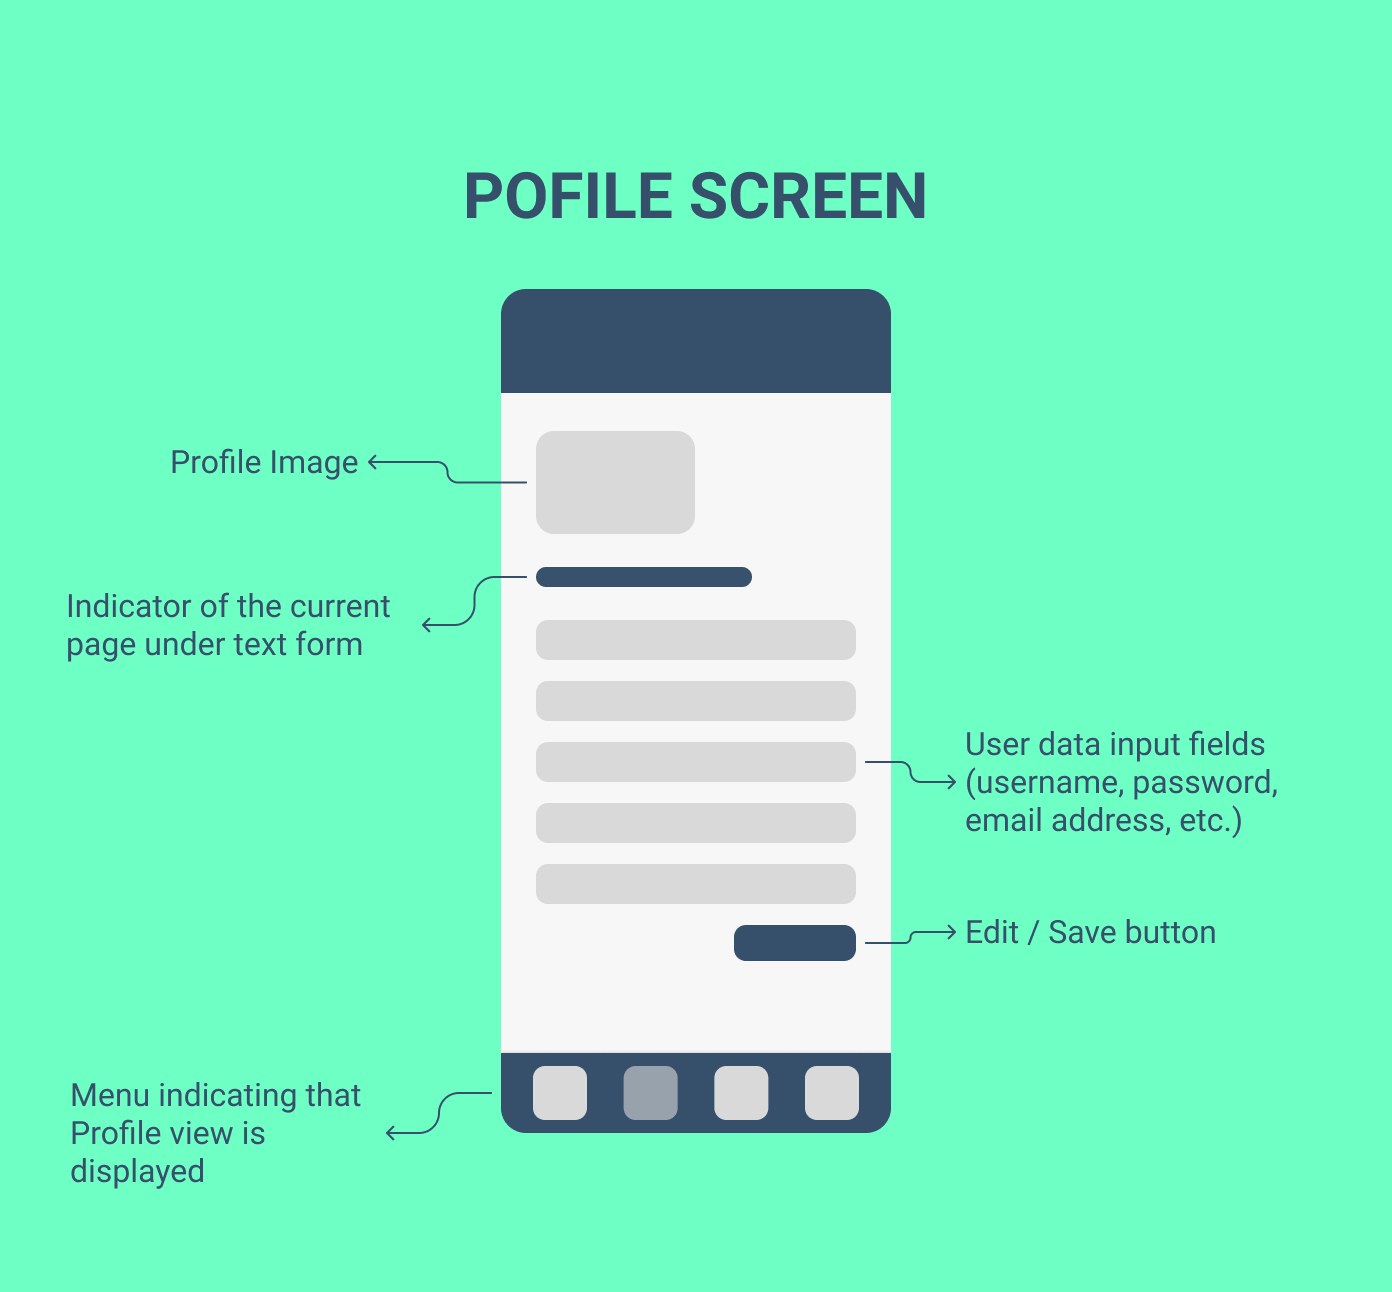 POFILE SCREEN
Profile Image
Indicator of the current
page under text form
User data input fields
(username, password,
email address, etc.)
Edit / Save button
Menu indicating that
Profile view is
displayed